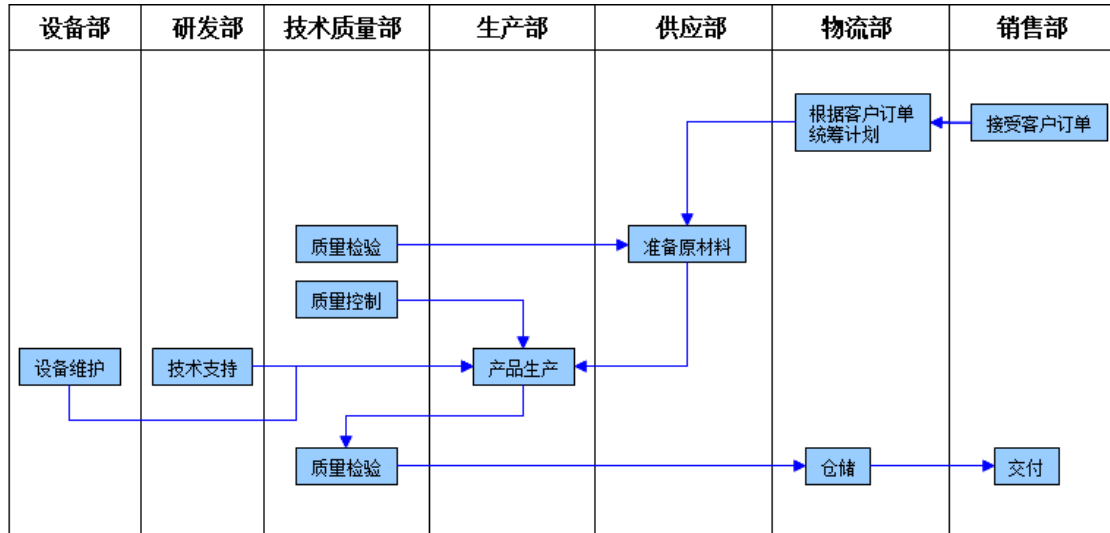 设备部
研发部
技术质量部
生产部
供应部
物流部
销售部
根据客户订单
统筹计划
接受客户订单
质量检验
准备原材料
质量控制
设备维护
技术支持
产品生产
质量检验
仓储
交付